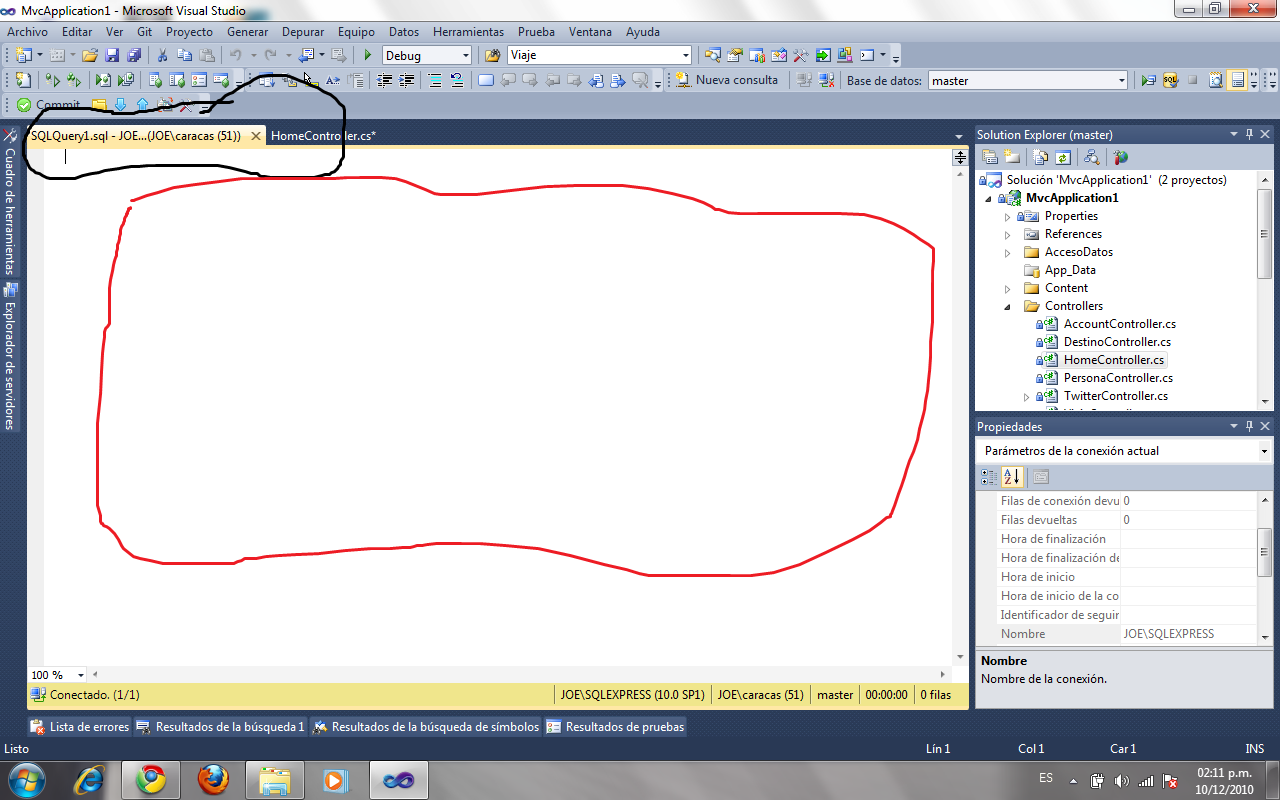 MvcApplication1 - Microsoft Visual Studio
Archivo Editar Ver Git Proyecto Generar Depurar Equipo Datos Herramientas Prueba Ventana Ayuda
Debug Viaje
Nueva consulta Base de datos: master
Commit
SQLQuery1.sql - JOE...(JOE\caracas (51)) HomeController.cs*
Cuadro de herramientas
Explorador de servidores
Solution Explorer (master)
Solución 'MvcApplication1' (2 proyectos)
MvcApplication1
Properties
References
AccesoDatos
App_Data
Content
Controllers
AccountController.cs
DestinoController.cs
HomeController.cs
PersonaController.cs
TwitterController.cs
Propiedades
Parámetros de la conexión actual
Filas de conexión devu 0
Filas devueltas 0
Hora de finalización
Hora de finalización de
Hora de inicio
Hora de inicio de la co
Identificador de seguir
Nombre JOE\SQLEXPRESS
Nombre
Nombre de la conexión.
100 %
Conectado. (1/1) JOE\SQLEXPRESS (10.0 SP1) JOE\caracas (51) master 00:00:00 0 filas
Lista de errores Resultados de la búsqueda 1 Resultados de la búsqueda de símbolos Resultados de pruebas
Listo Lín 1 Col 1 Car 1 INS
ES 02:11 p.m.
10/12/2010